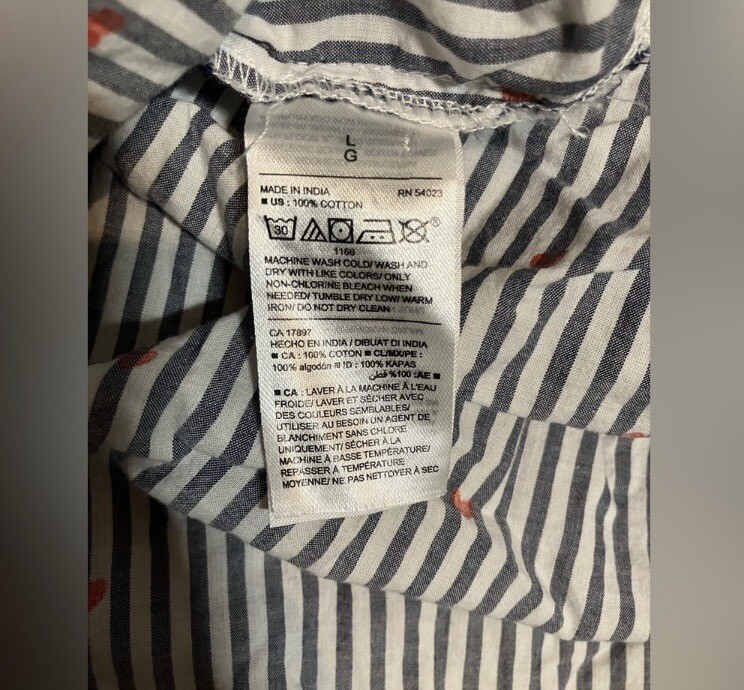 L
G
MADE IN INDIA RN 54023
■ US : 100% COTTON
30
®
1166
MACHINE WASH COLD/ WASH AND
DRY WITH LIKE COLORS/ ONLY
NON-CHLORINE BLEACH WHEN
NEEDED/ TUMBLE DRY LOW/ WARM
IRON/ DO NOT DRY CLEAN
CA 17897
HECHO EN INDIA / DIBUAT DI INDIA
■ CA : 100% COTON ■ CL/MX/PE :
100% algodón ■ ID : 100% KAPAS
■ AE: 100% قطن
■ CA : LAVER À LA MACHINE À L'EAU
FROIDE/ LAVER ET SÉCHER AVEC
DES COULEURS SEMBLABLES/
UTILISER AU BESOIN UN AGENT DE
BLANCHIMENT SANS CHLORE
UNIQUEMENT/ SÉCHER À LA
MACHINE À BASSE TEMPÉRATURE/
REPASSER À TEMPÉRATURE
MOYENNE/ NE PAS NETTOYER À SEC